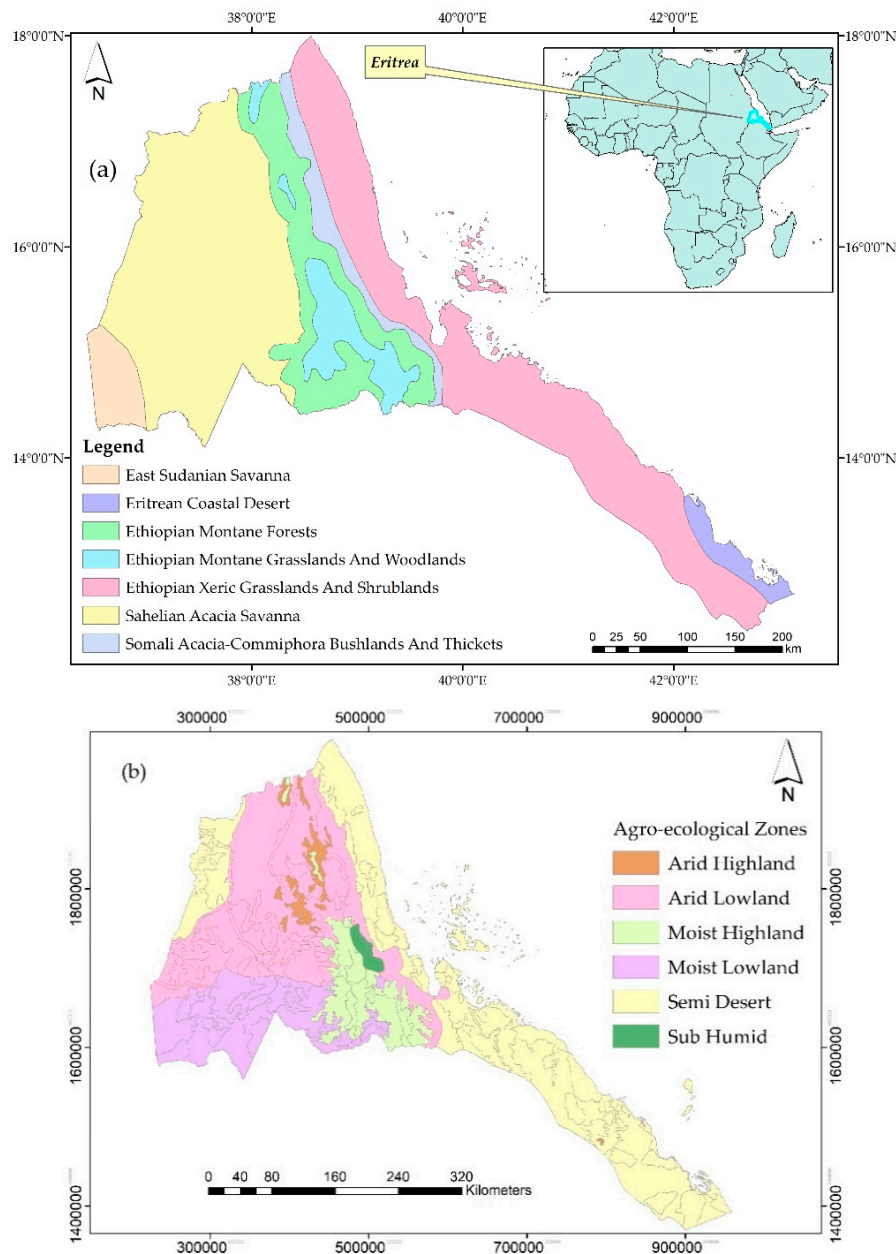 38°0'0"E 40°0'0"E 42°0'0"E
18°0'0"N 18°0'0"N
Eritrea
N
(a)
16°0'0"N 16°0'0"N
14°0'0"N 14°0'0"N
Legend
East Sudanian Savanna
Eritrean Coastal Desert
Ethiopian Montane Forests
Ethiopian Montane Grasslands And Woodlands
Ethiopian Xeric Grasslands And Shrublands
Sahelian Acacia Savanna
Somali Acacia-Commiphora Bushlands And Thickets
0 25 50 100 150 200
km
38°0'0"E 40°0'0"E 42°0'0"E
300000 500000 700000 900000
(b)
N
Agro-ecological Zones
Arid Highland
Arid Lowland
Moist Highland
Moist Lowland
Semi Desert
Sub Humid
1800000 1800000
1600000 1600000
0 40 80 160 240 320
Kilometers
1400000 1400000
300000 500000 700000 900000